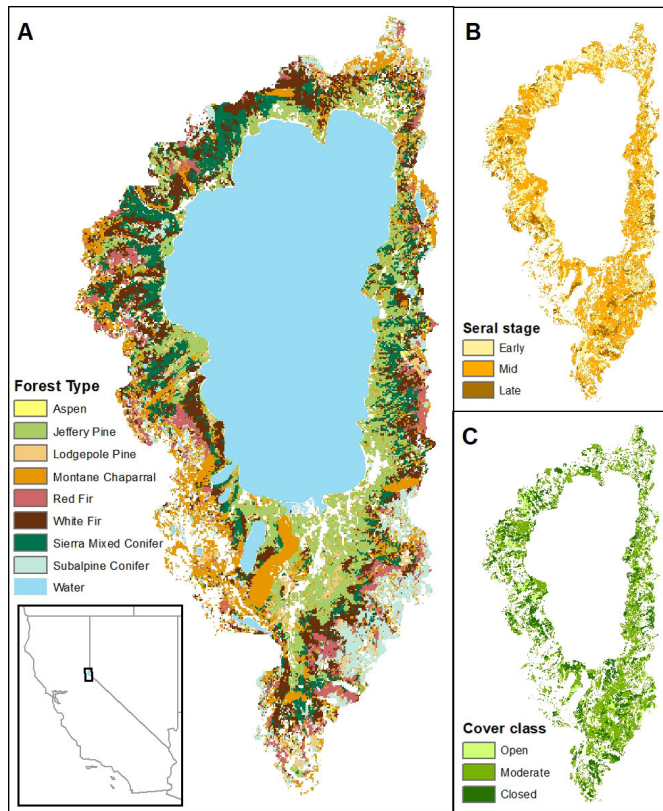 A
Forest Type
Aspen
Jeffery Pine
Lodgepole Pine
Montane Chaparral
Red Fir
White Fir
Sierra Mixed Conifer
Subalpine Conifer
Water
B
Seral stage
Early
Mid
Late
C
Cover class
Open
Moderate
Closed